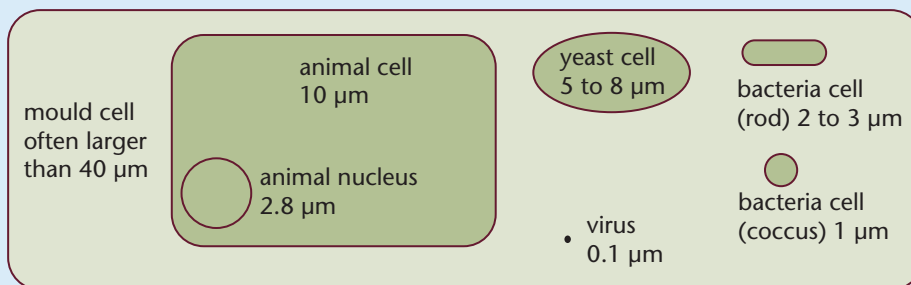 mould cell
often larger
than 40 µm
animal cell
10 µm
animal nucleus
2.8 µm
yeast cell
5 to 8 µm
virus
0.1 µm
bacteria cell
(rod) 2 to 3 µm
bacteria cell
(coccus) 1 µm